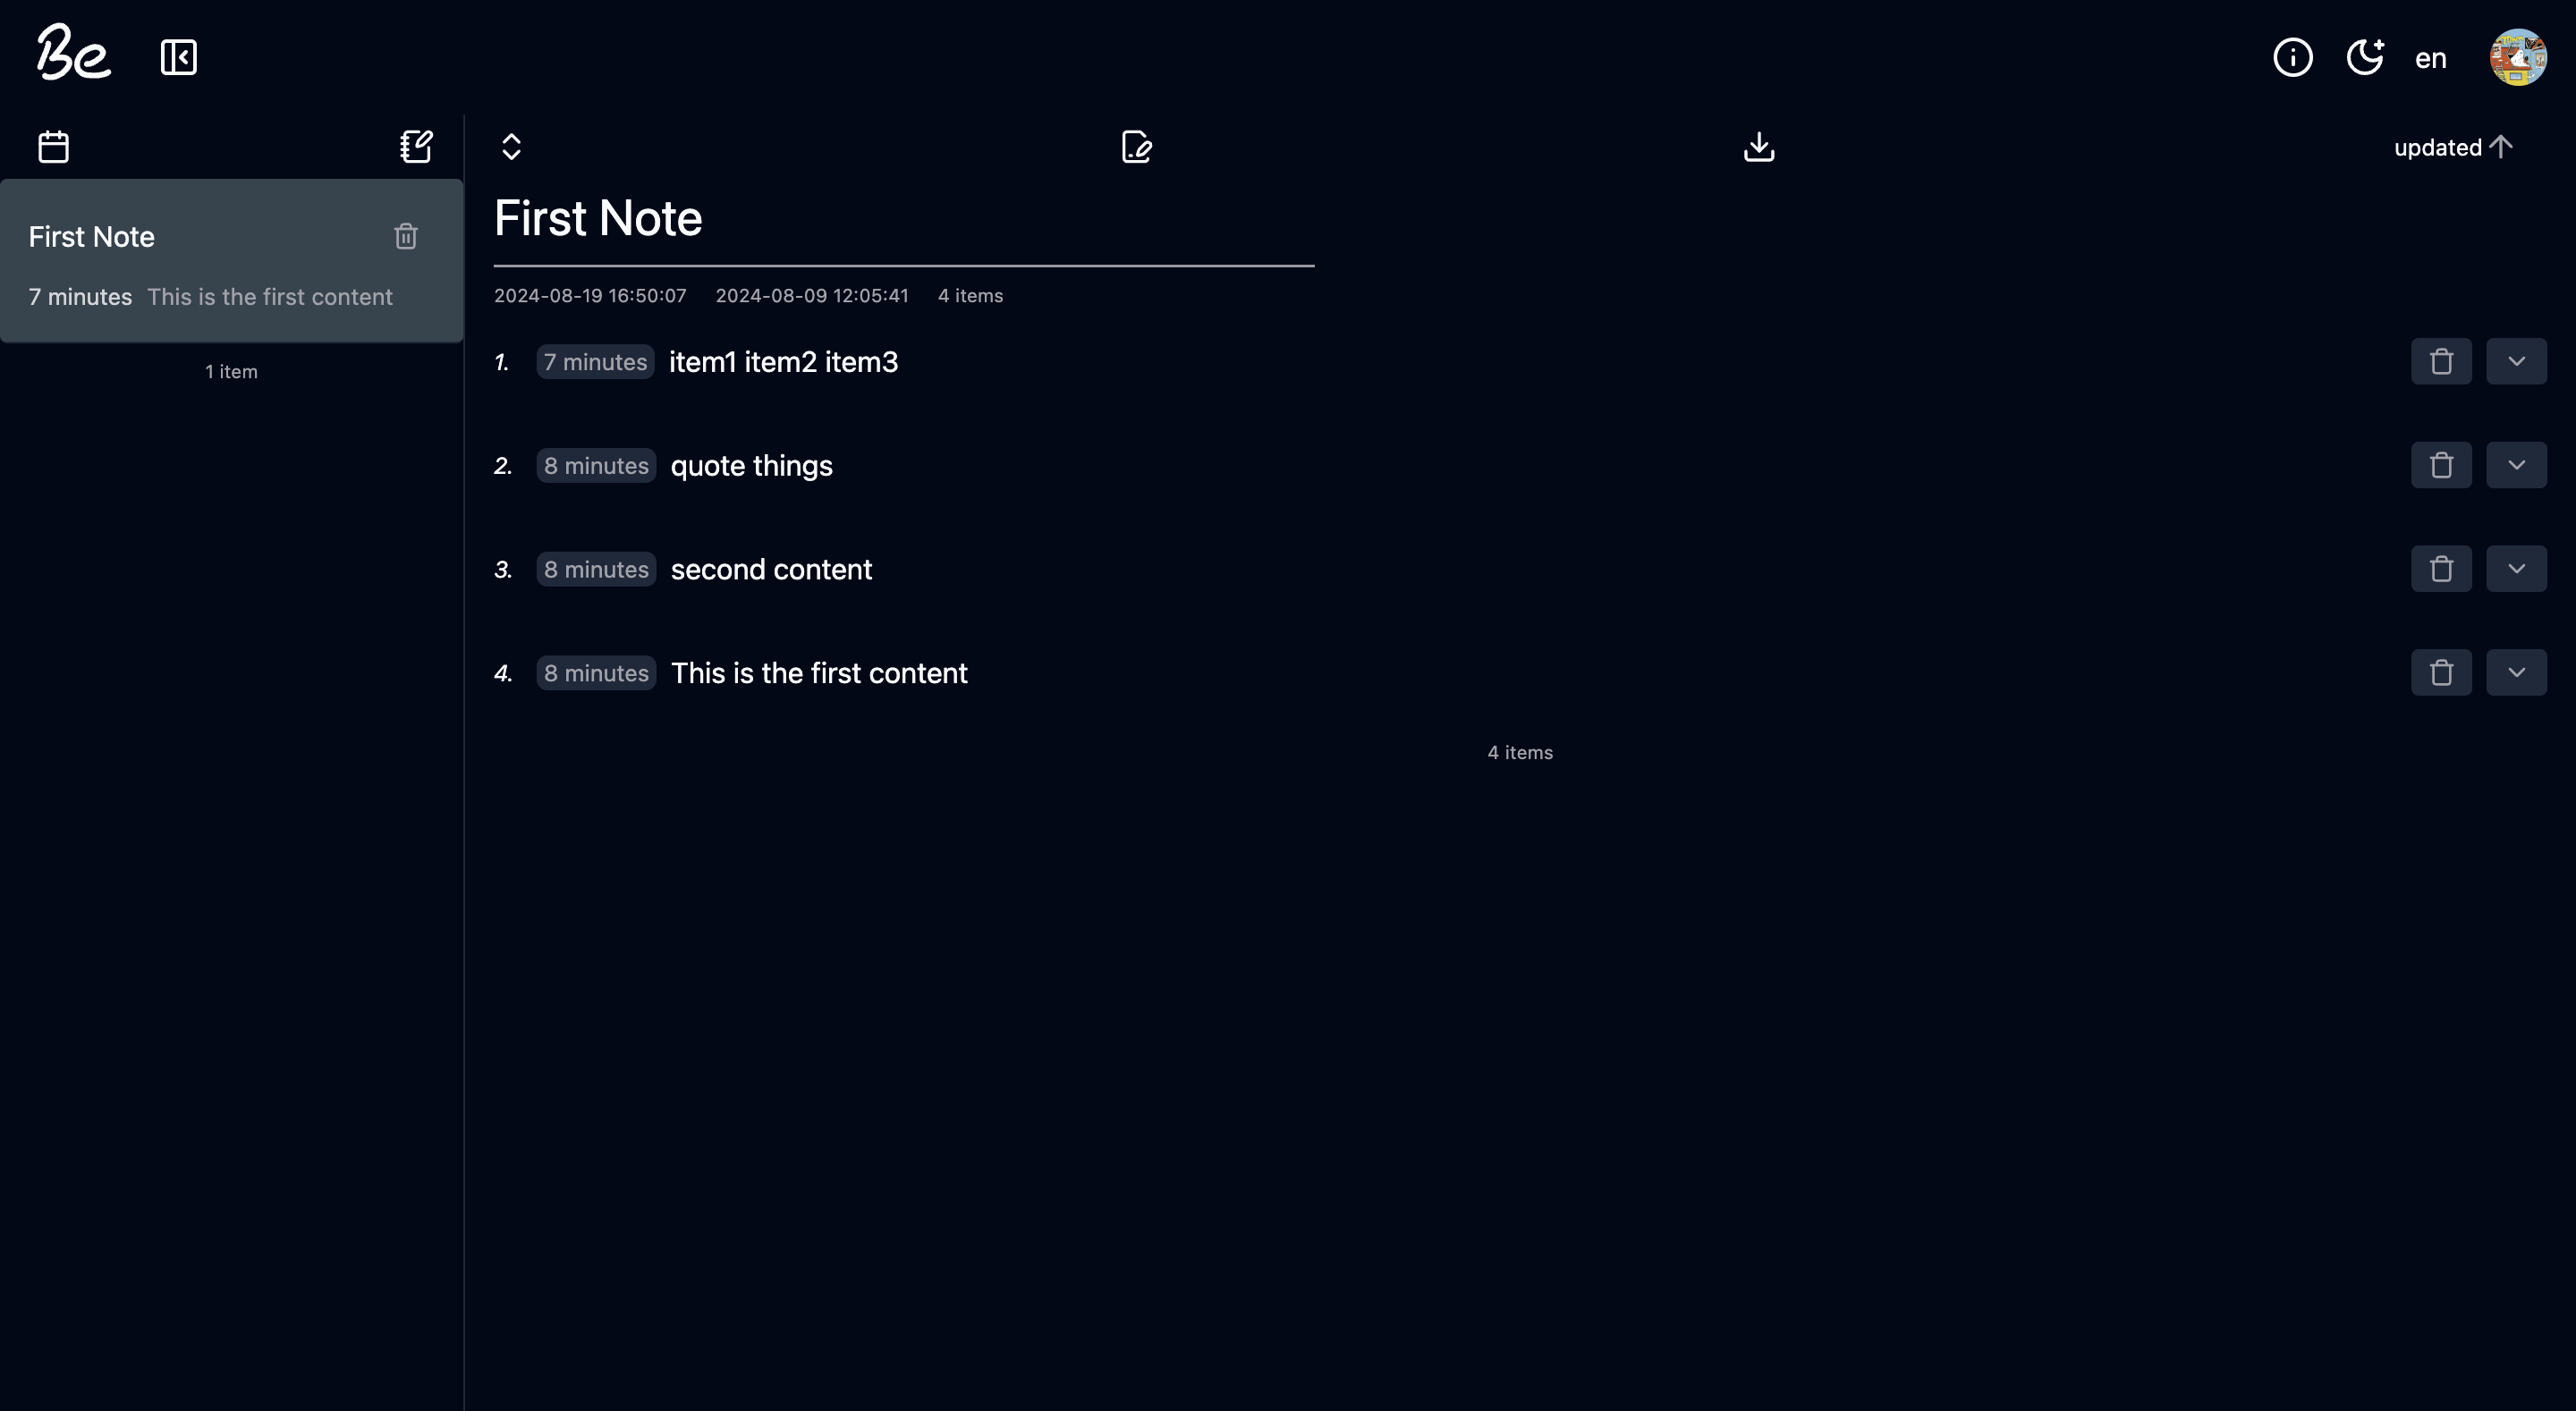 Be
en
updated
First Note
7 minutes This is the first content
1 item
First Note
2024-08-19 16:50:07 2024-08-09 12:05:41 4 items
1. 7 minutes item1 item2 item3
2. 8 minutes quote things
3. 8 minutes second content
4. 8 minutes This is the first content
4 items